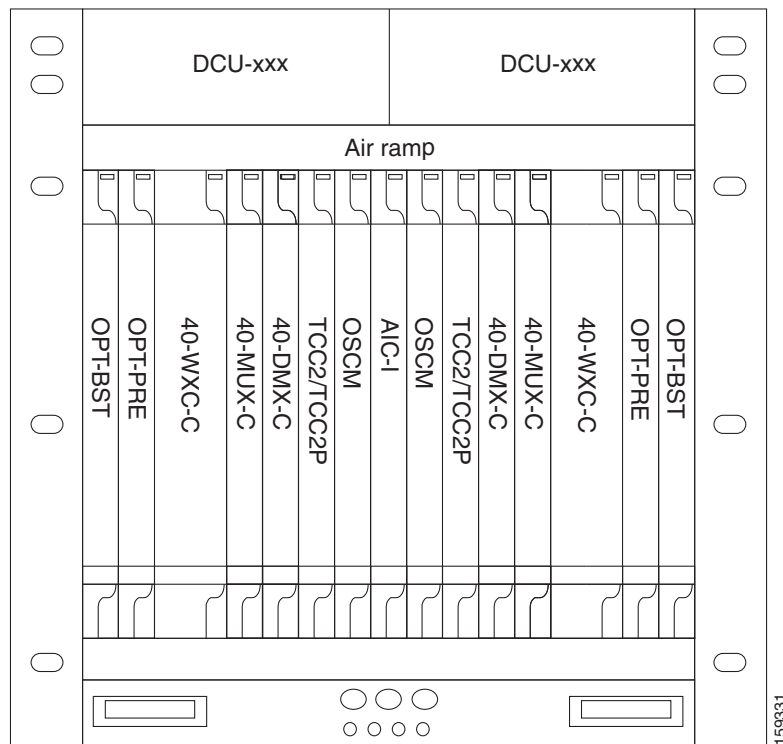 DCU-xxx
DCU-xxx
Air ramp
OPT-BST
OPT-PRE
40-WXC-C
40-MUX-C
40-DMX-C
TCC2/TCC2P
OSCM
AIC-I
OSCM
TCC2/TCC2P
40-DMX-C
40-MUX-C
40-WXC-C
OPT-PRE
OPT-BST
159331